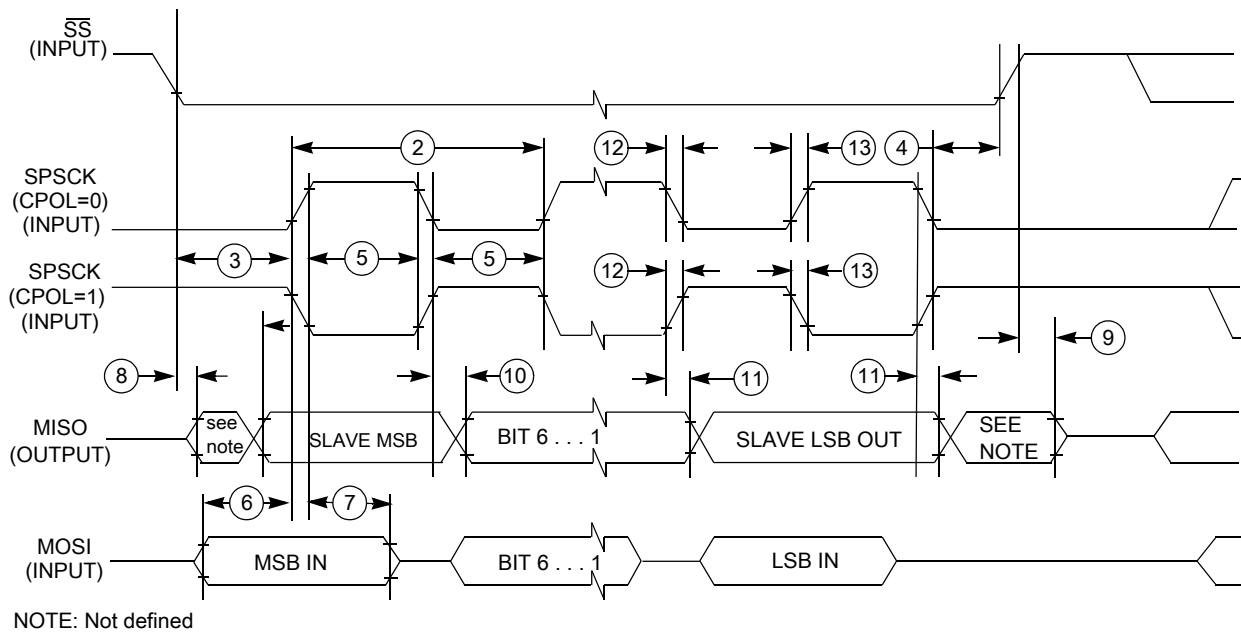 SS
(INPUT)
2
12
13
4
SPSCK
(CPOL=0)
(INPUT)
3
5
5
SPSCK
(CPOL=1)
(INPUT)
12
13
9
8
10
11
11
MISO
(OUTPUT)
see
note
SLAVE MSB
BIT 6 . . . 1
SLAVE LSB OUT
SEE
NOTE
6
7
MOSI
(INPUT)
MSB IN
BIT 6 . . . 1
LSB IN
NOTE: Not defined